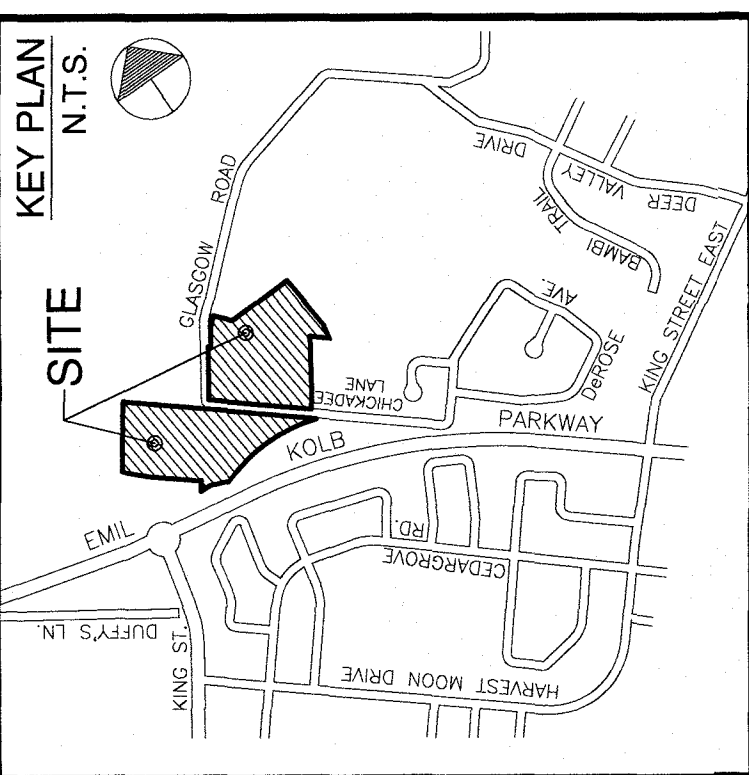 KEY PLAN
N.T.S.
SITE
GLASGOW ROAD
DEER VALLEY DRIVE
BAMBI TRAIL
KING STREET EAST
DeROSE AVE.
CHICKADEE LANE
EMIL KOLB PARKWAY
CEDARGROVE RD.
DUFFY'S LN.
KING ST.
HARVEST MOON DRIVE